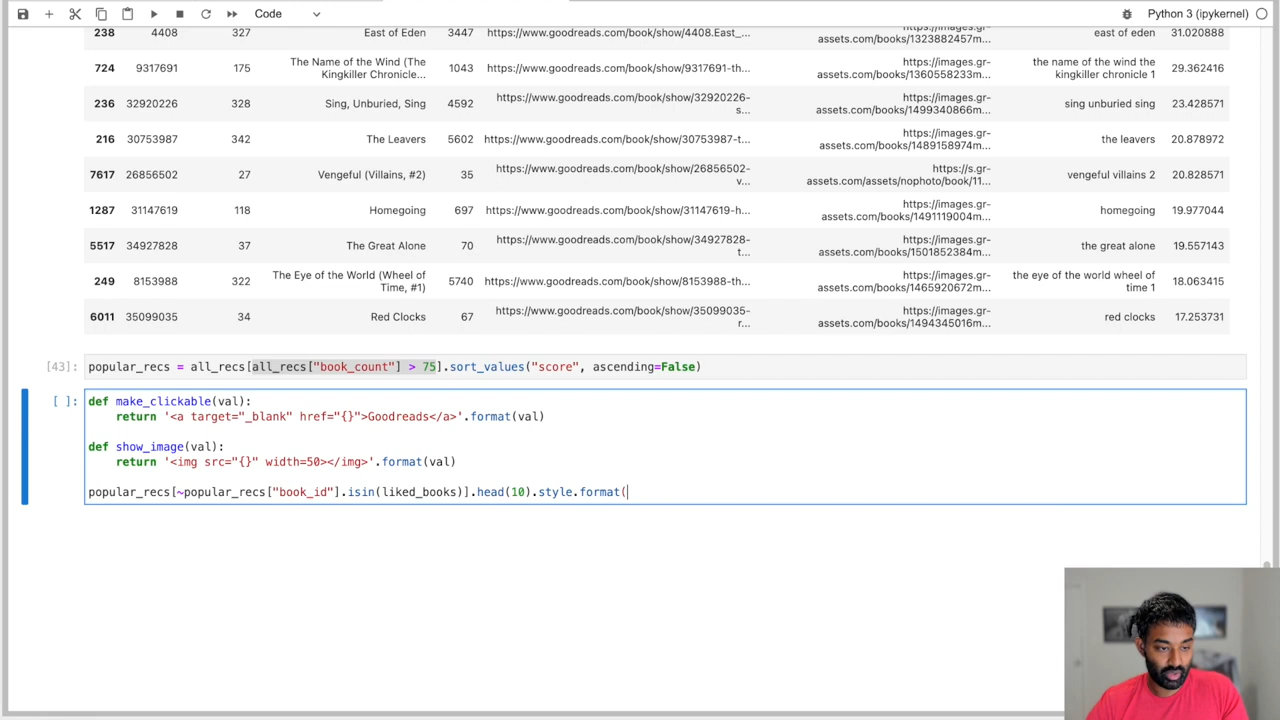 Code
Python 3 (ipykernel)
238 4408 327 East of Eden 3447 https://www.goodreads.com/book/show/4408.East_... https://images.gr-assets.com/books/1323882457m... east of eden 31.020888
724 9317691 175 The Name of the Wind (The Kingkiller Chronicle... 1043 https://www.goodreads.com/book/show/9317691-th... https://images.gr-assets.com/books/1360558233m... the name of the wind the kingkiller chronicle 1 29.362416
236 32920226 328 Sing, Unburied, Sing 4592 https://www.goodreads.com/book/show/32920226-s... https://images.gr-assets.com/books/1499340866m... sing unburied sing 23.428571
216 30753987 342 The Leavers 5602 https://www.goodreads.com/book/show/30753987-t... https://images.gr-assets.com/books/1489158974m... the leavers 20.878972
7617 26856502 27 Vengeful (Villains, #2) 35 https://www.goodreads.com/book/show/26856502-v... https://s.gr-assets.com/assets/nophoto/book/11... vengeful villains 2 20.828571
1287 31147619 118 Homegoing 697 https://www.goodreads.com/book/show/31147619-h... https://images.gr-assets.com/books/1491119004m... homegoing 19.977044
5517 34927828 37 The Great Alone 70 https://www.goodreads.com/book/show/34927828-t... https://images.gr-assets.com/books/1501852384m... the great alone 19.557143
249 8153988 322 The Eye of the World (Wheel of Time, #1) 5740 https://www.goodreads.com/book/show/8153988-th... https://images.gr-assets.com/books/1465920672m... the eye of the world wheel of time 1 18.063415
6011 35099035 34 Red Clocks 67 https://www.goodreads.com/book/show/35099035-r... https://images.gr-assets.com/books/1494345016m... red clocks 17.253731
[43]: popular_recs = all_recs[all_recs["book_count"] > 75].sort_values("score", ascending=False)
[ ]: def make_clickable(val):
return '<a target="_blank" href="{}">Goodreads</a>'.format(val)
def show_image(val):
return '<img src="{}" width=50></img>'.format(val)
popular_recs[~popular_recs["book_id"].isin(liked_books)].head(10).style.format(